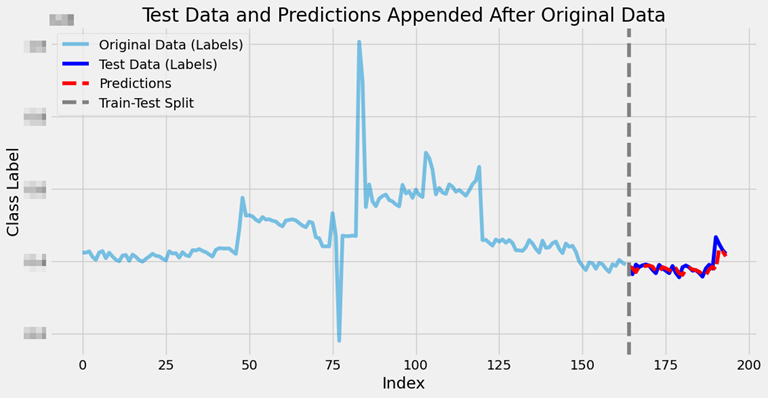 Test Data and Predictions Appended After Original Data
Original Data (Labels)
Test Data (Labels)
Predictions
Train-Test Split
Class Label
0 25 50 75 100 125 150 175 200
Index